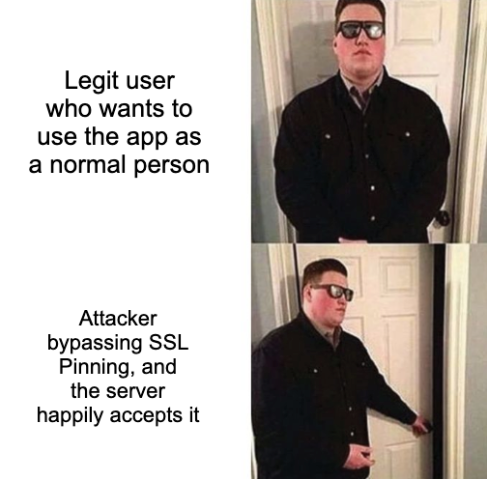 Legit user
who wants to
use the app as
a normal person
Attacker
bypassing SSL
Pinning, and
the server
happily accepts it